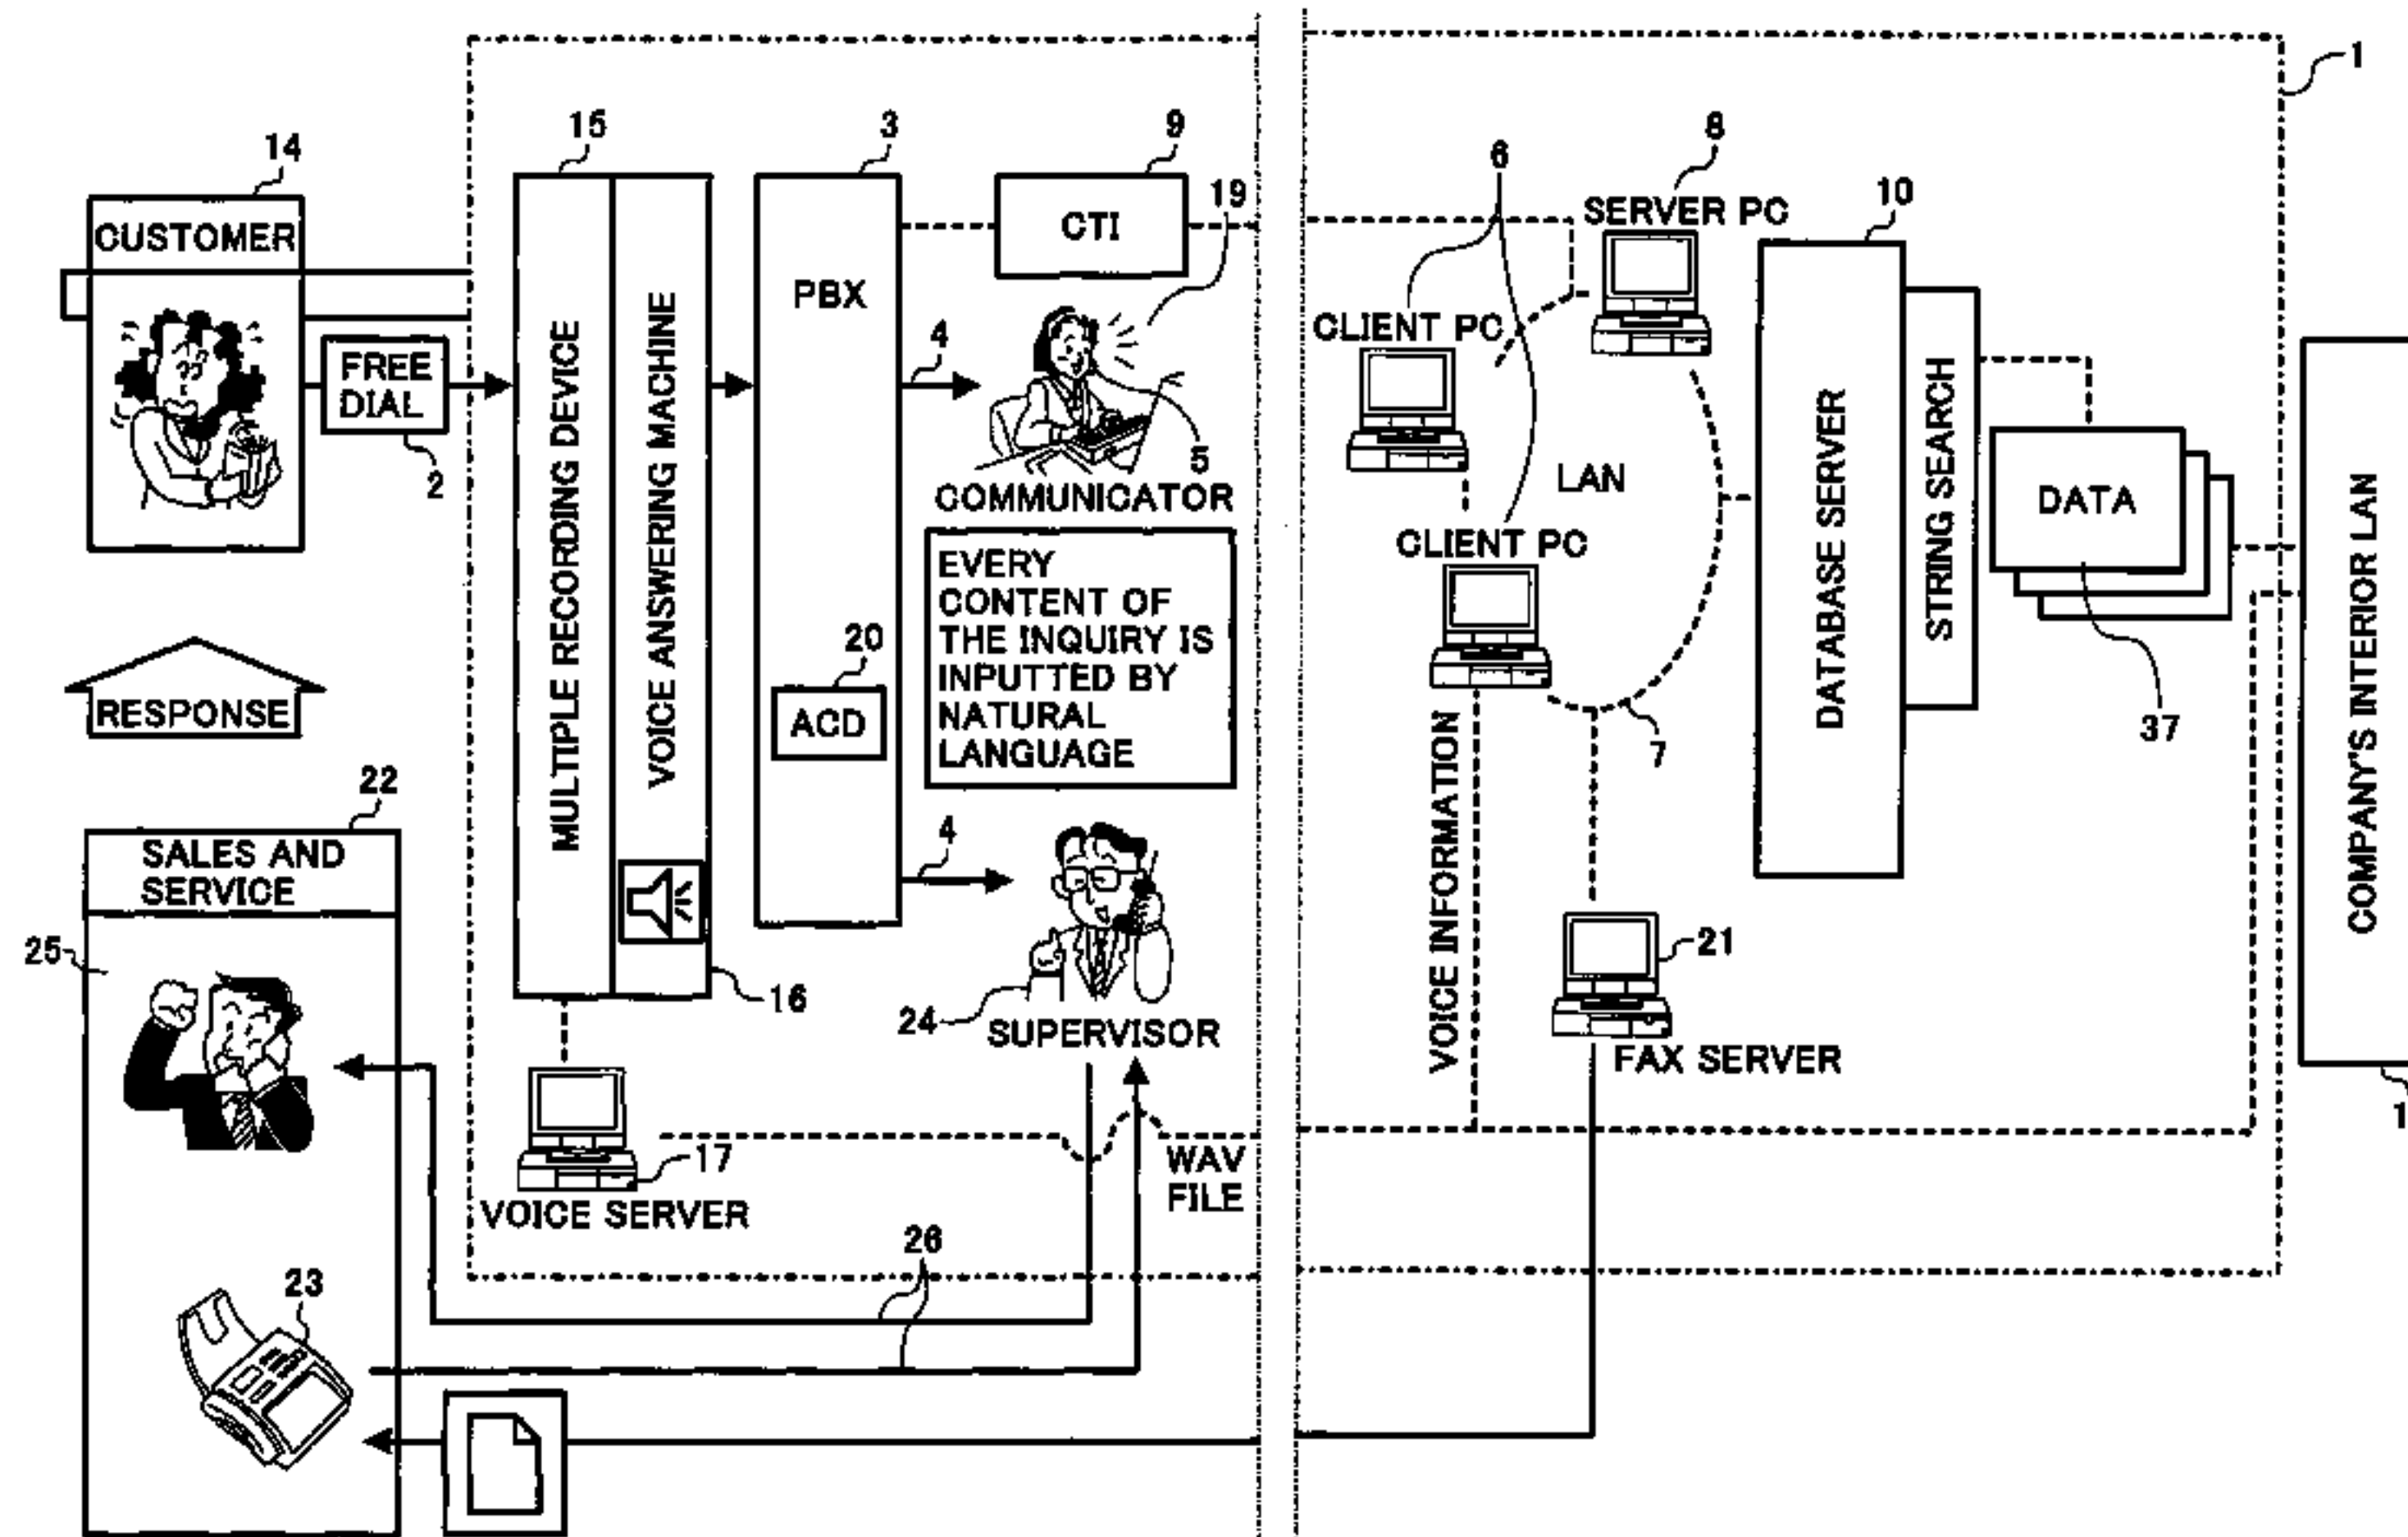 1
15
3
9
8
6
14
19
10
CUSTOMER
CTI
SERVER PC
PBX
CLIENT PC
FREE
DIAL
4
2
5
COMMUNICATOR
LAN
MULTIPLE RECORDING DEVICE
VOICE ANSWERING MACHINE
DATABASE SERVER
STRING SEARCH
DATA
COMPANY'S INTERIOR LAN
CLIENT PC
EVERY
CONTENT OF
THE INQUIRY IS
INPUTTED BY
NATURAL
LANGUAGE
20
ACD
RESPONSE
7
37
22
SALES AND
SERVICE
4
VOICE INFORMATION
25
21
16
24
SUPERVISOR
FAX SERVER
17
WAV
FILE
VOICE SERVER
26
23